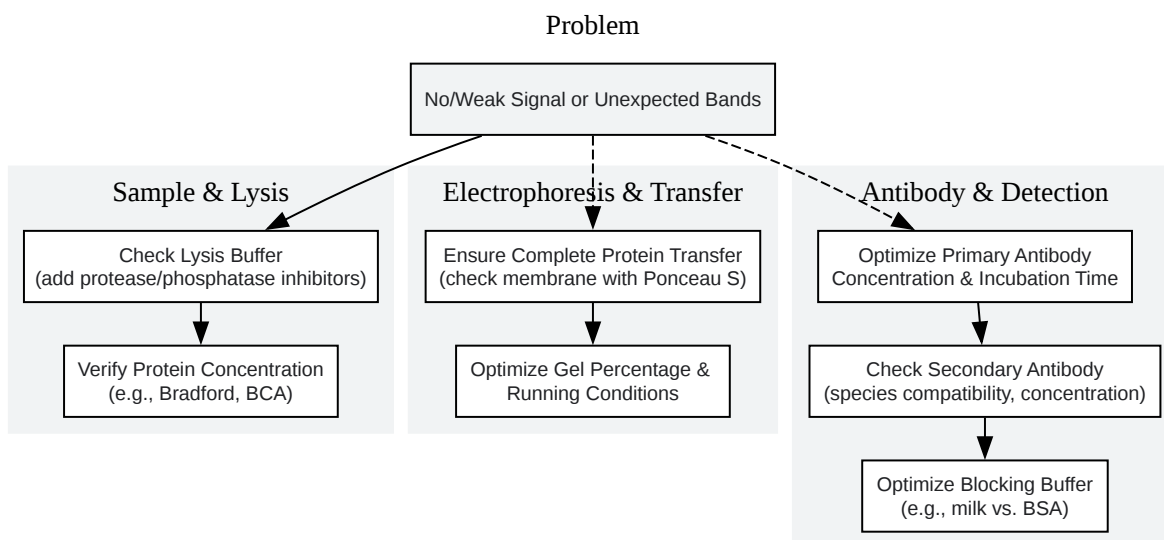 Problem
No/Weak Signal or Unexpected Bands
Sample & Lysis
Check Lysis Buffer
(add protease/phosphatase inhibitors)
Verify Protein Concentration
(e.g., Bradford, BCA)
Electrophoresis & Transfer
Ensure Complete Protein Transfer
(check membrane with Ponceau S)
Optimize Gel Percentage &
Running Conditions
Antibody & Detection
Optimize Primary Antibody
Concentration & Incubation Time
Check Secondary Antibody
(species compatibility, concentration)
Optimize Blocking Buffer
(e.g., milk vs. BSA)